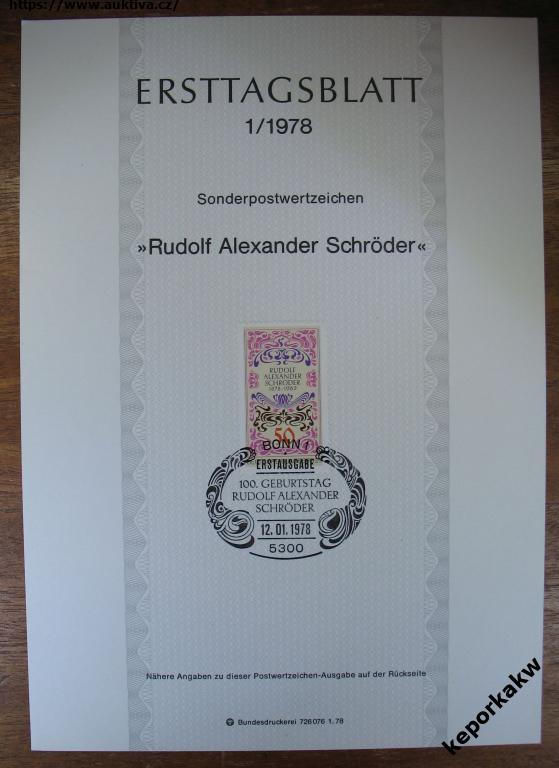 https://www.auktiva.cz/
ERSTTAGSBLATT
1/1978
Sonderpostwertzeichen
»Rudolf Alexander Schröder«
RUDOLF
ALEXANDER
SCHRÖDER
1878-1962
50
BONN 1
ERSTAUSGABE
100. GEBURTSTAG
RUDOLF ALEXANDER
SCHRÖDER
12.01.1978
5300
Nähere Angaben zu dieser Postwertzeichen-Ausgabe auf der Rückseite
Bundesdruckerei 726076 1.78
keporkakw